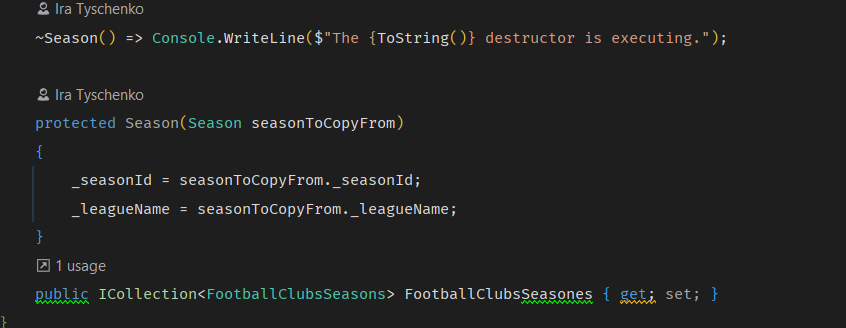 Ira Tyschenko
~Season() => Console.WriteLine($"The {ToString()} destructor is executing.");
Ira Tyschenko
protected Season(Season seasonToCopyFrom)
{
_seasonId = seasonToCopyFrom._seasonId;
_leagueName = seasonToCopyFrom._leagueName;
}
1 usage
public ICollection<FootballClubsSeasons> FootballClubsSeasones { get; set; }
}